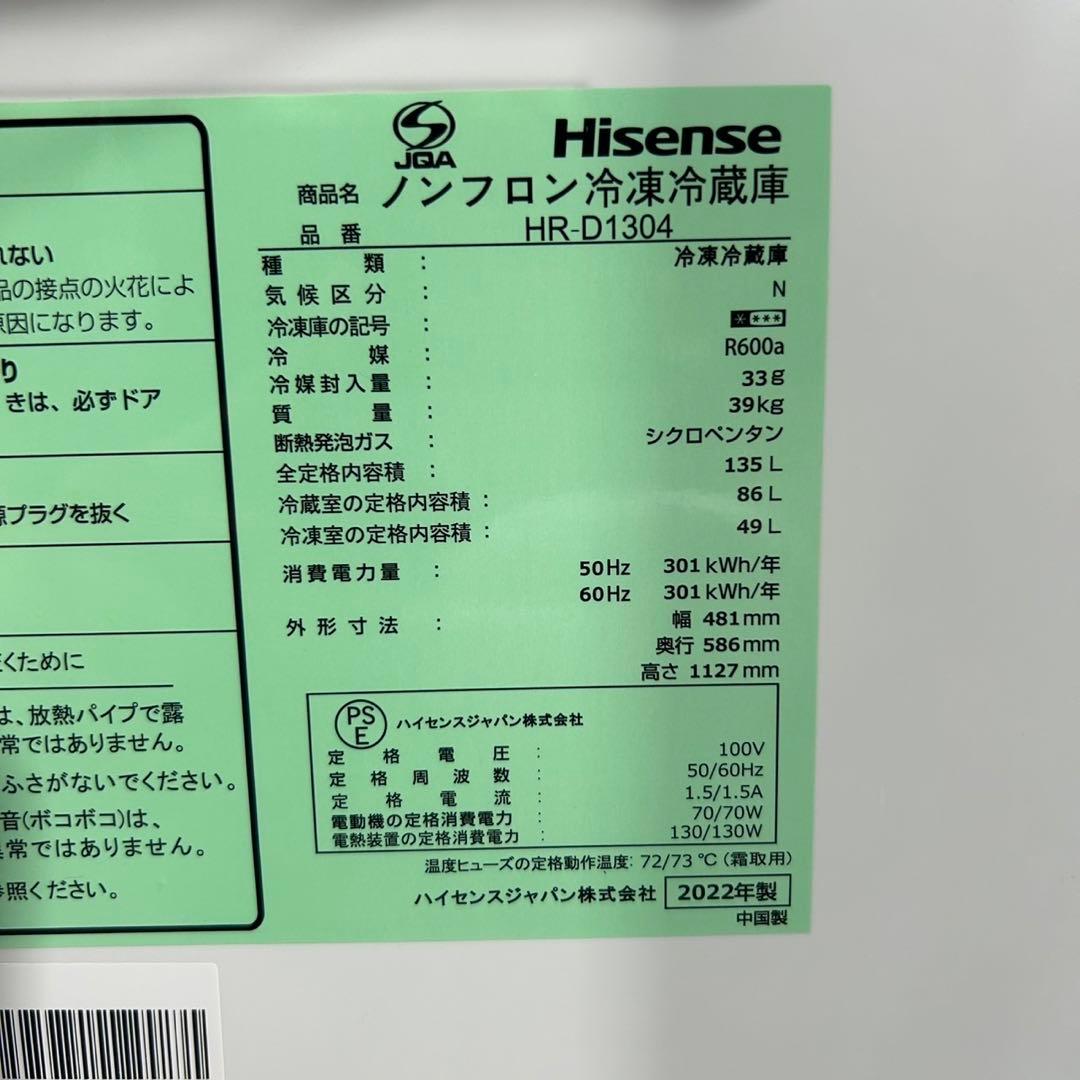 れない
品の接点の火花によ
原因になります。
り
きは、必ずドア
源プラグを抜く
くために
は、放熱パイプで露
常ではありません。
ふさがないでください。
音(ボコボコ)は、
異常ではありません。
参照ください。
JQA
Hisense
商品名 ノンフロン冷凍冷蔵庫
品番 HR-D1304
種類 : 冷凍冷蔵庫
気候区分 : N
冷凍庫の記号 : * ***
冷媒 : R600a
冷媒封入量 : 33g
質量 : 39kg
断熱発泡ガス : シクロペンタン
全定格内容積 : 135 L
冷蔵室の定格内容積 : 86 L
冷凍室の定格内容積 : 49 L
消費電力量 : 50Hz 301 kWh/年
60Hz 301 kWh/年
外形寸法 : 幅 481mm
奥行 586mm
高さ 1127mm
PSE ハイセンスジャパン株式会社
定格電圧 : 100V
定格周波数 : 50/60Hz
定格電流 : 1.5/1.5A
電動機の定格消費電力 : 70/70W
電熱装置の定格消費電力 : 130/130W
温度ヒューズの定格動作温度: 72/73 ℃ (霜取用)
ハイセンスジャパン株式会社 2022年製
中国製